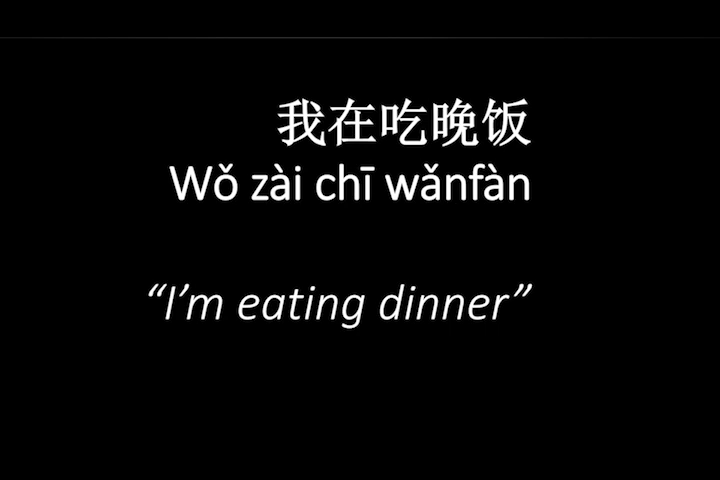 我在吃晚饭
Wǒ zài chī wǎnfàn
“I’m eating dinner”